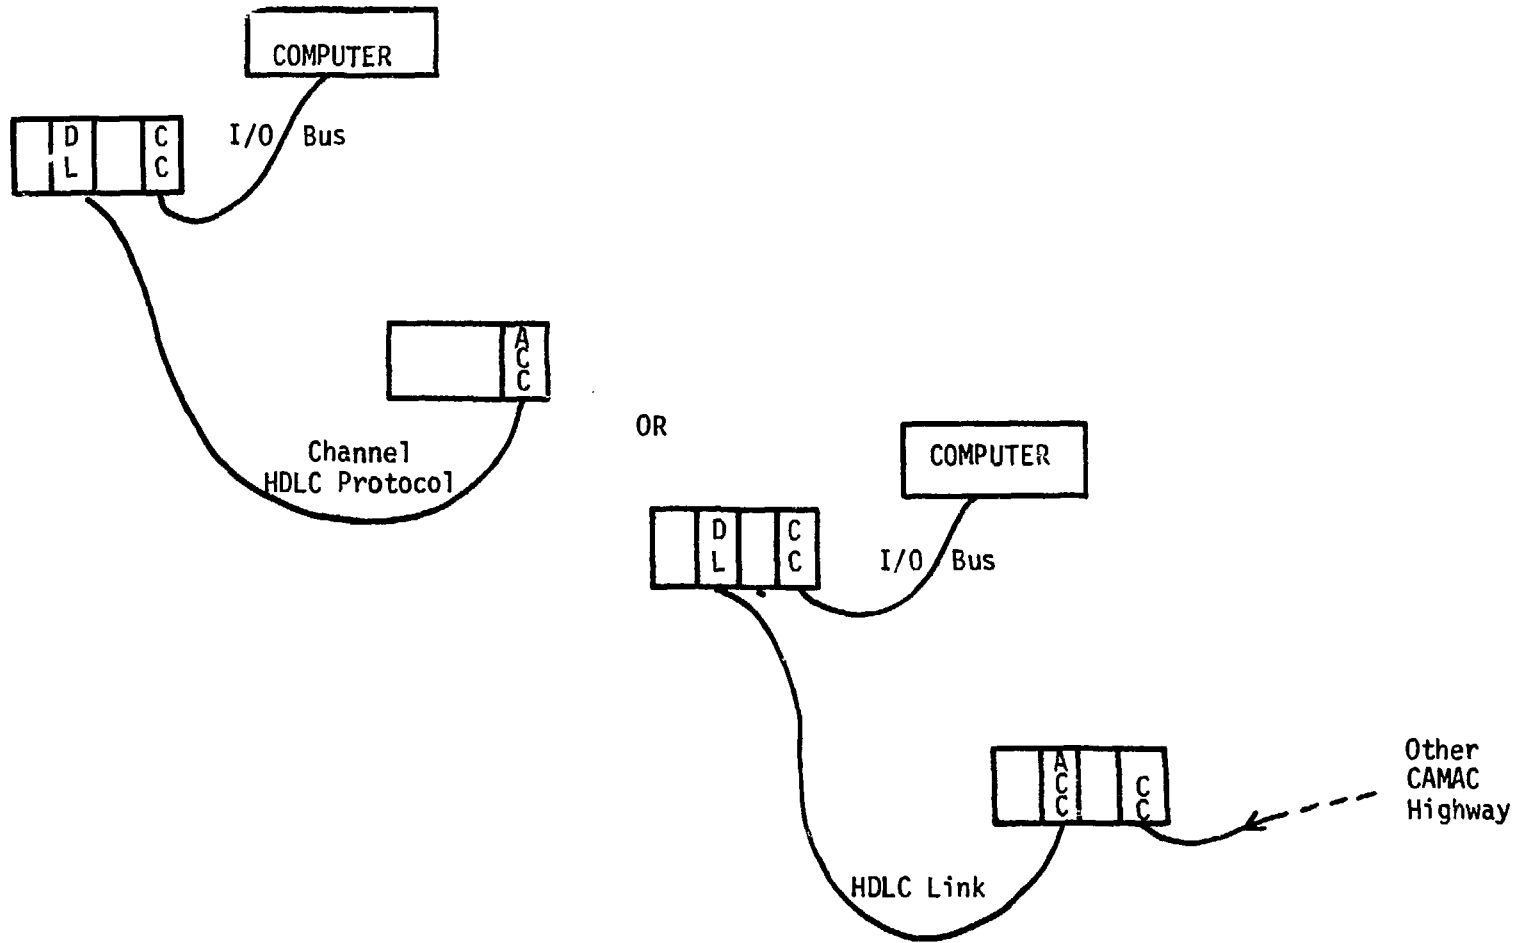 COMPUTER
I/O Bus
D
L
C
C
A
C
C
Channel
HDLC Protocol
OR
COMPUTER
I/O Bus
D
L
C
C
A
C
C
C
C
HDLC Link
Other
CAMAC
Highway